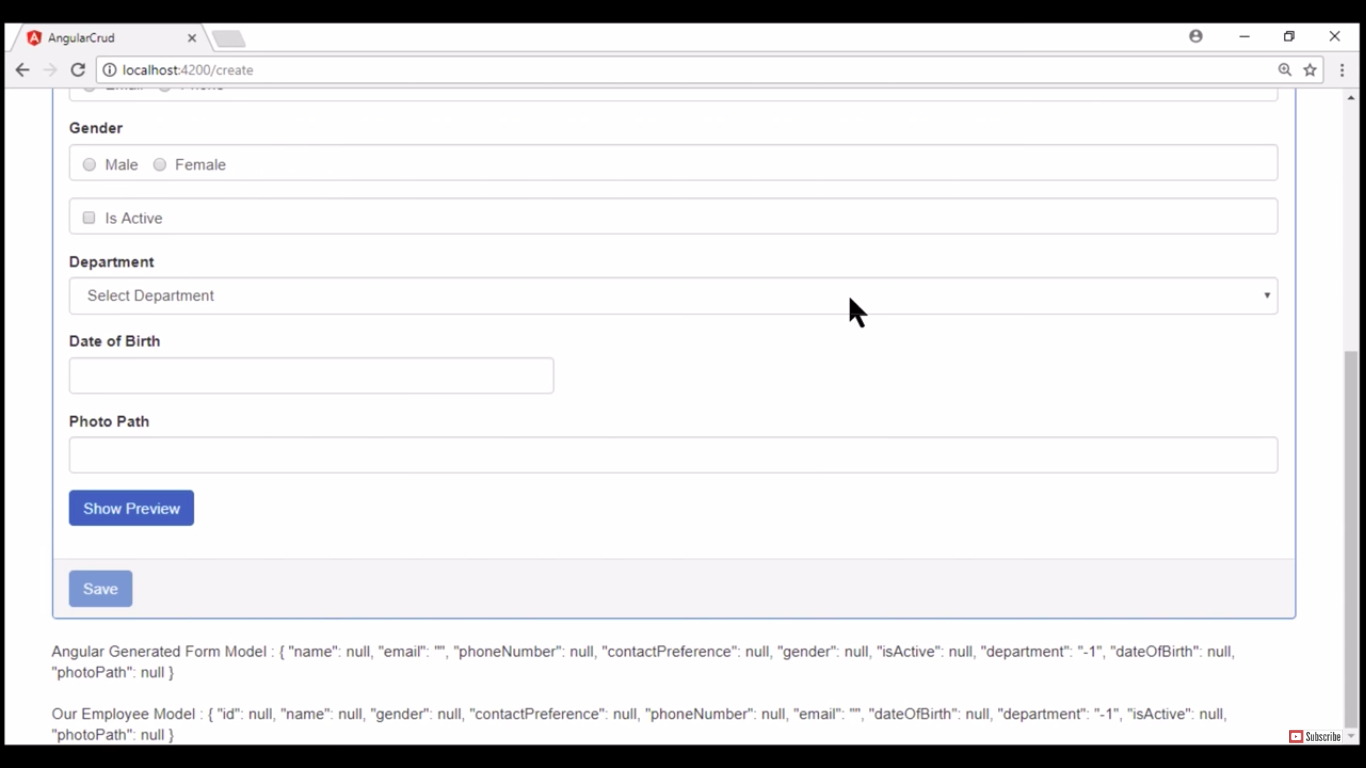 AngularCrud
localhost:4200/create
Email Phone
Gender
Male Female
Is Active
Department
Select Department
Date of Birth
Photo Path
Show Preview
Save
Angular Generated Form Model : { "name": null, "email": "", "phoneNumber": null, "contactPreference": null, "gender": null, "isActive": null, "department": "-1", "dateOfBirth": null,
"photoPath": null }
Our Employee Model : { "id": null, "name": null, "gender": null, "contactPreference": null, "phoneNumber": null, "email": "", "dateOfBirth": null, "department": "-1", "isActive": null,
"photoPath": null }
Subscribe